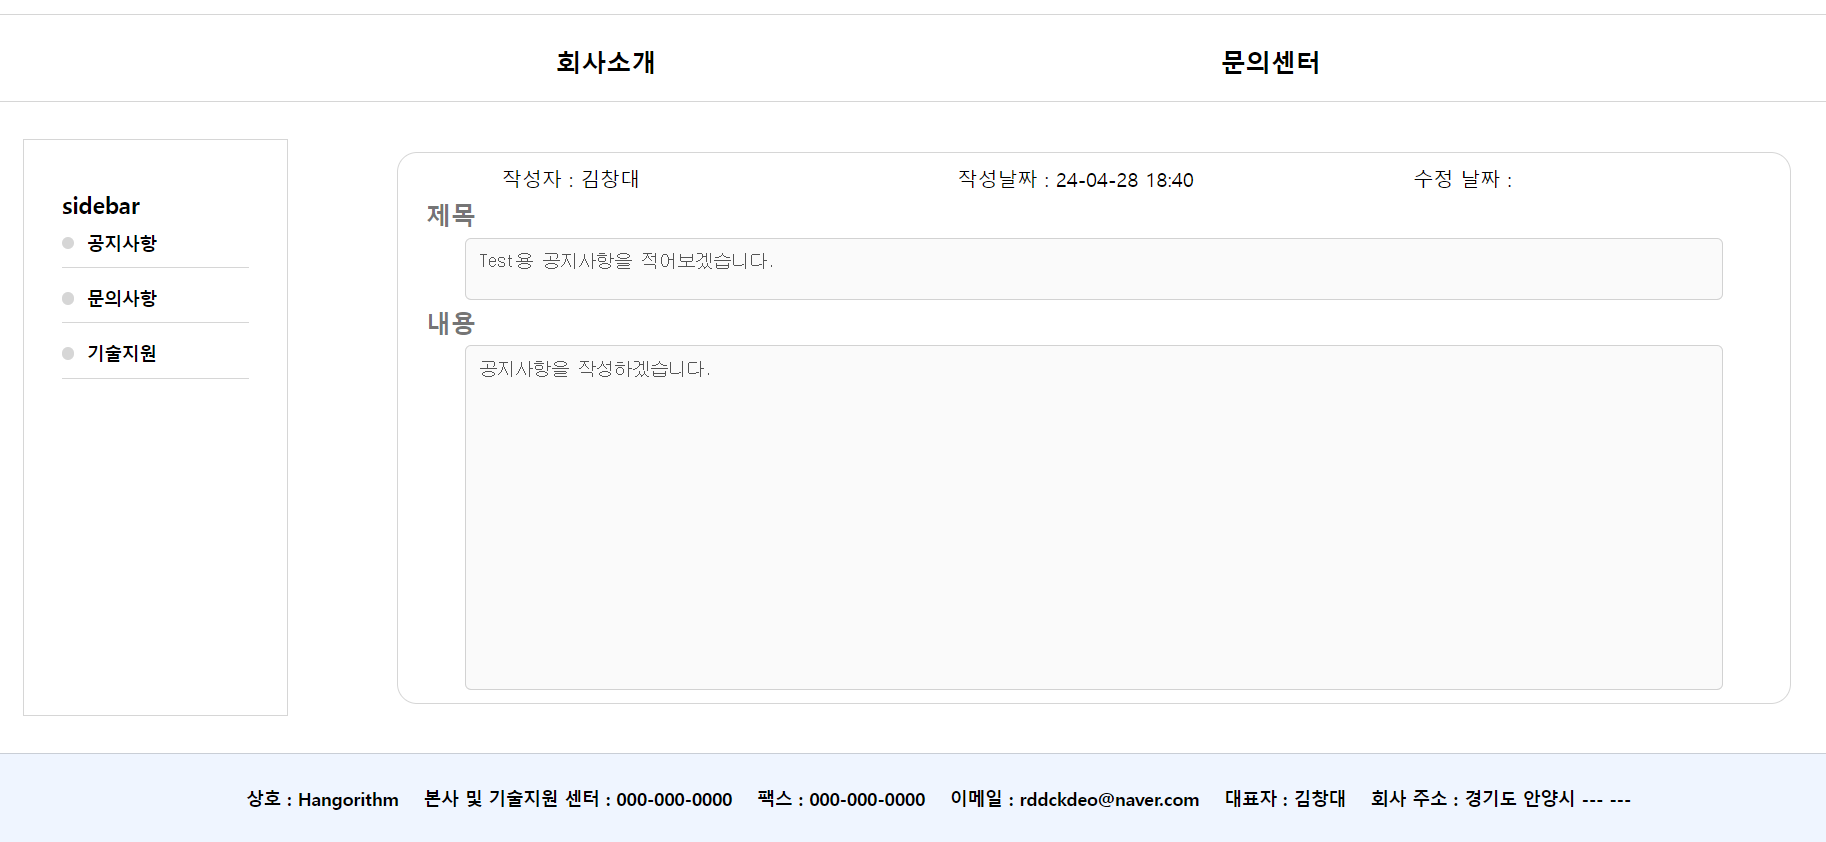 회사소개 문의센터
sidebar
공지사항
문의사항
기술지원
작성자 : 김창대 작성날짜 : 24-04-28 18:40 수정 날짜 :
제목
Test용 공지사항을 적어보겠습니다.
내용
공지사항을 작성하겠습니다.
상호 : Hangorithm 본사 및 기술지원 센터 : 000-000-0000 팩스 : 000-000-0000 이메일 : rddckdeo@naver.com 대표자 : 김창대 회사 주소 : 경기도 안양시 --- ---